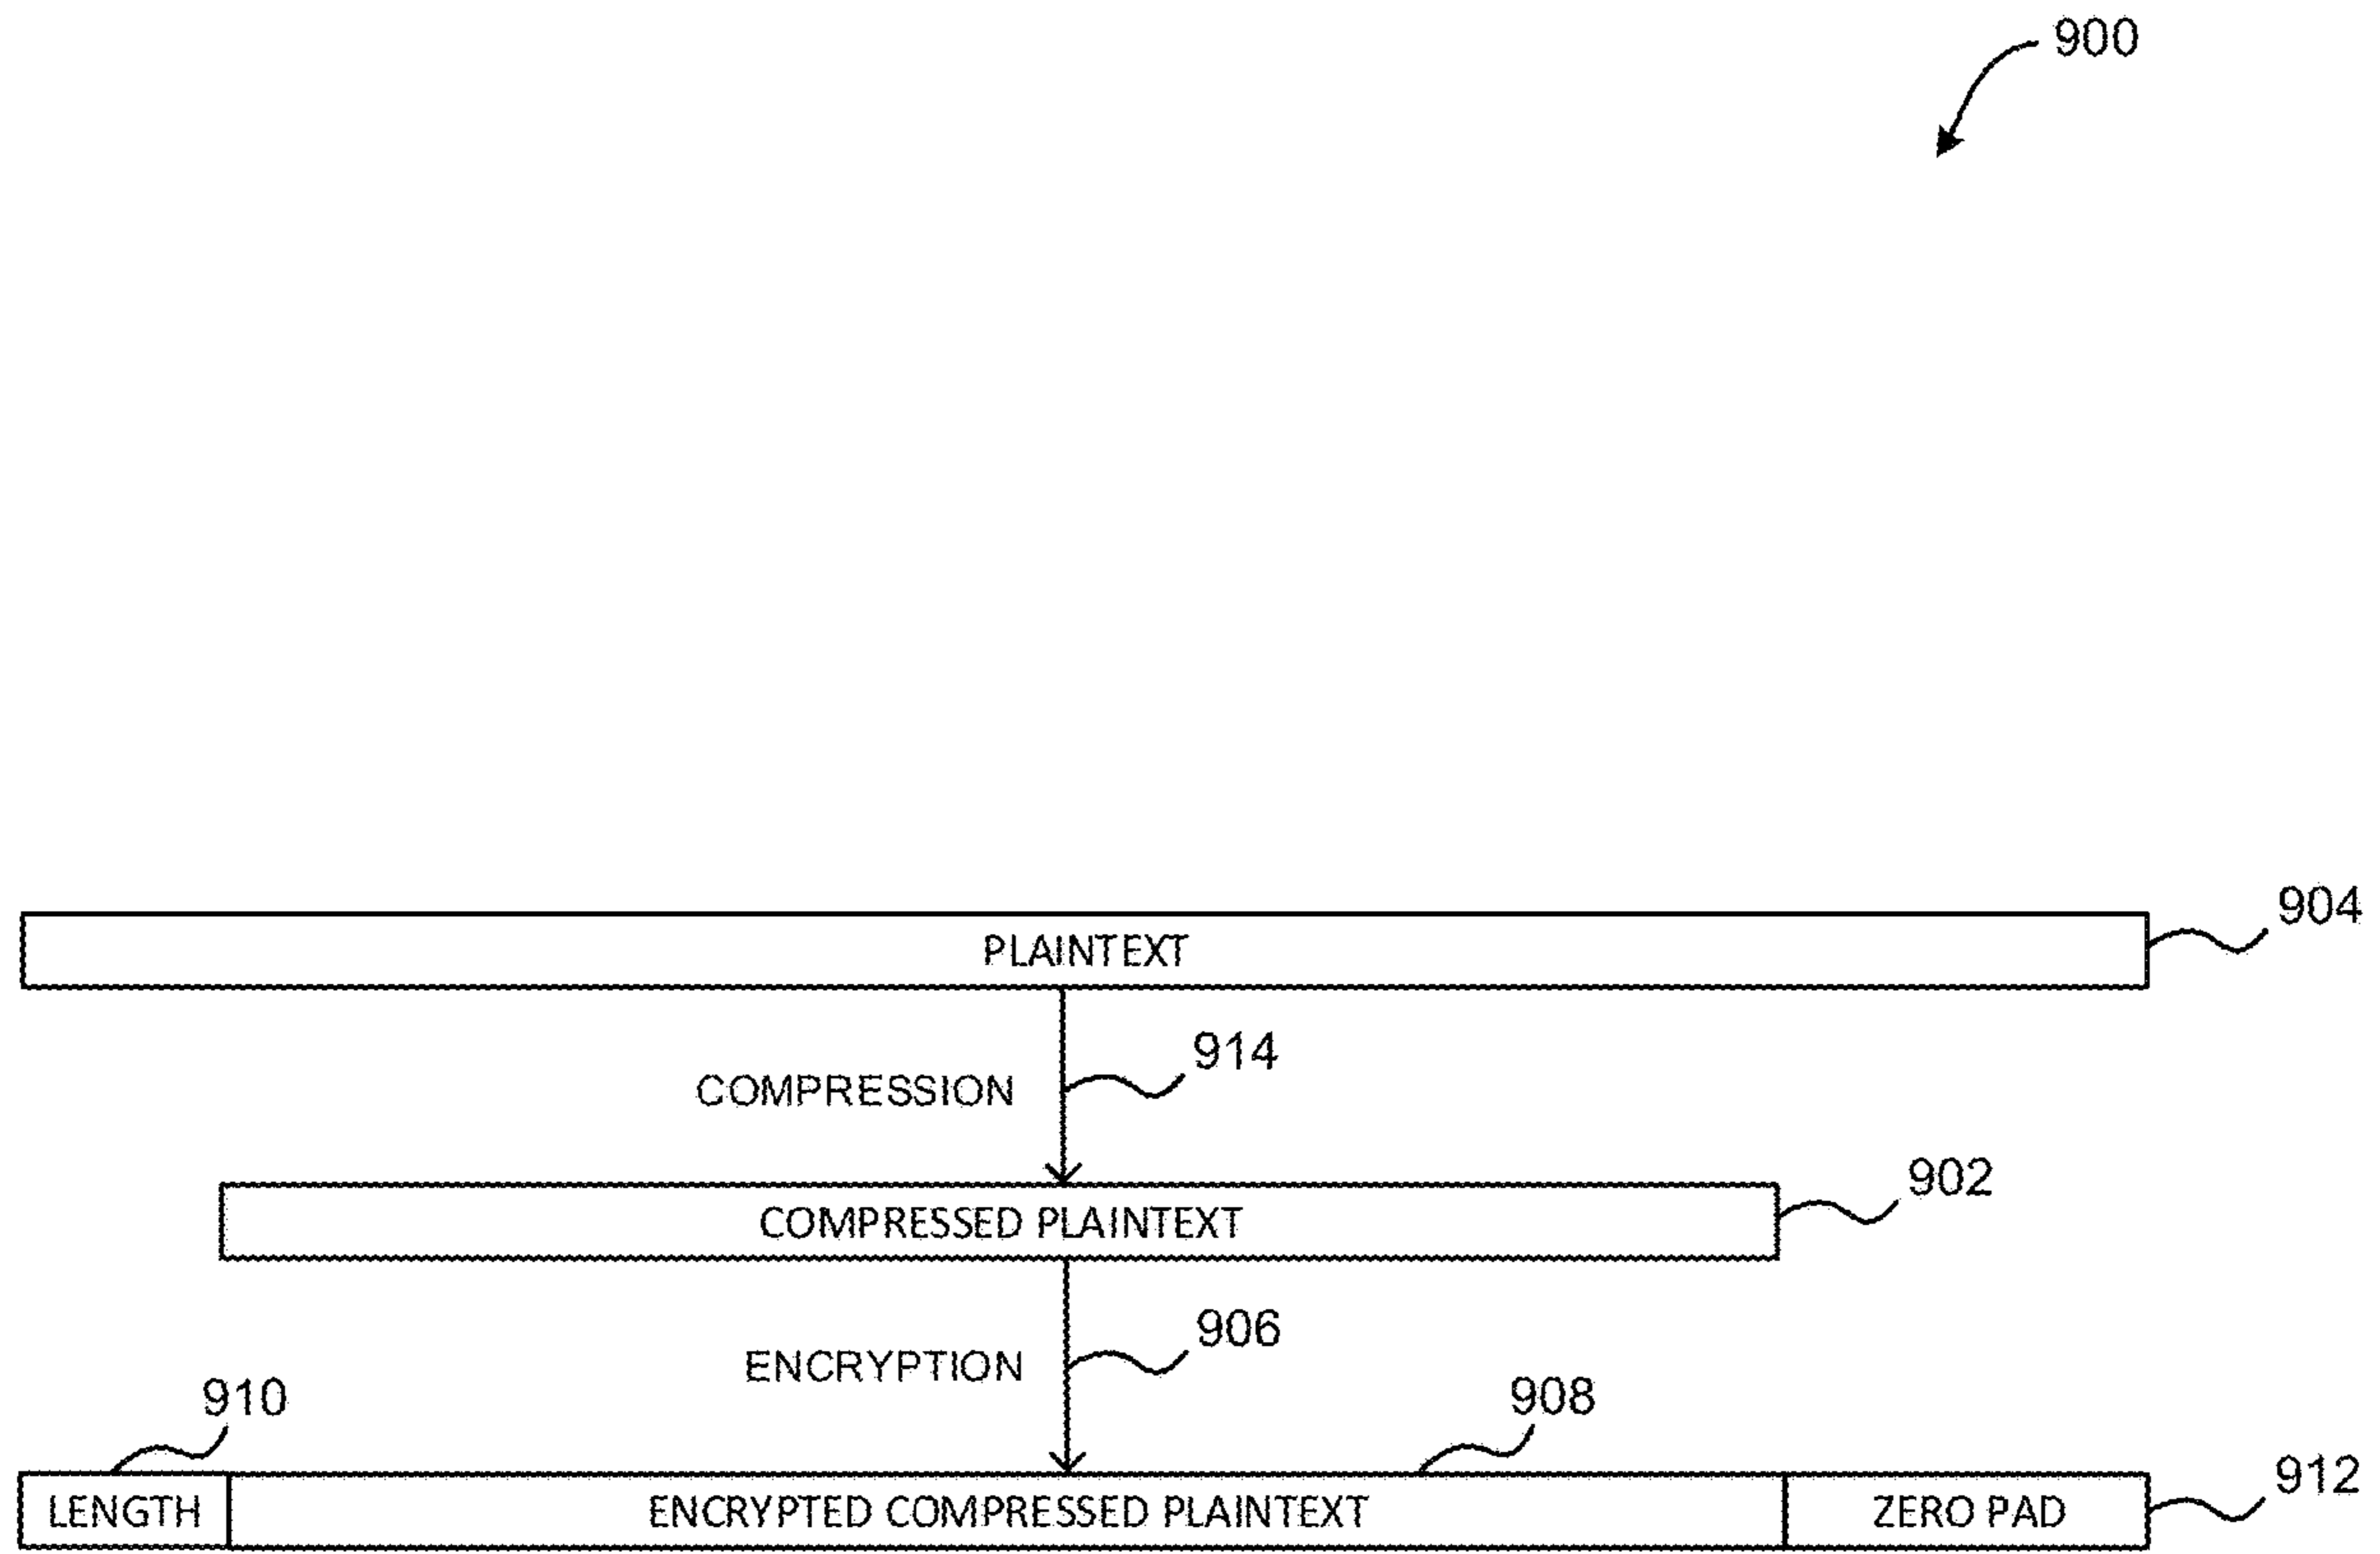 900
904
PLAINTEXT
914
COMPRESSION
902
COMPRESSED PLAINTEXT
906
ENCRYPTION
910
908
912
LENGTH
ENCRYPTED COMPRESSED PLAINTEXT
ZERO PAD